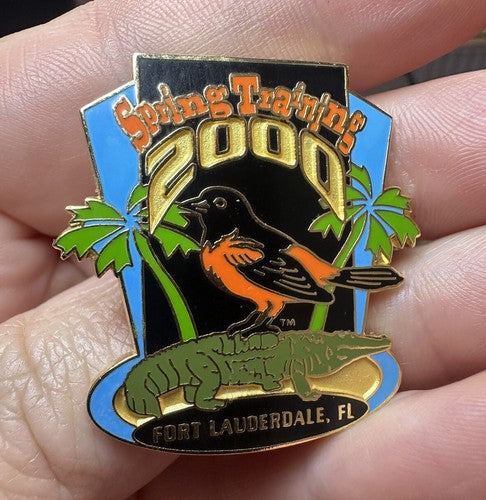 Spring Training
2000
TM
FORT LAUDERDALE, FL